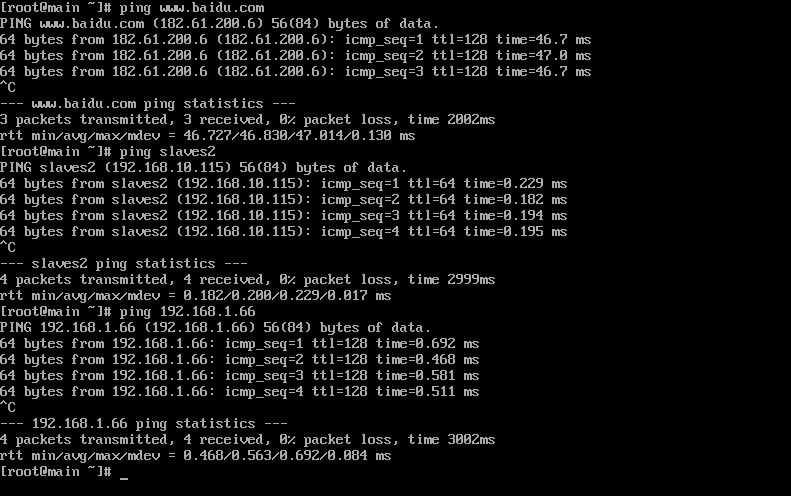 [root@main ~]# ping www.baidu.com
PING www.baidu.com (182.61.200.6) 56(84) bytes of data.
64 bytes from 182.61.200.6 (182.61.200.6): icmp_seq=1 ttl=128 time=46.7 ms
64 bytes from 182.61.200.6 (182.61.200.6): icmp_seq=2 ttl=128 time=47.0 ms
64 bytes from 182.61.200.6 (182.61.200.6): icmp_seq=3 ttl=128 time=46.7 ms
^C
--- www.baidu.com ping statistics ---
3 packets transmitted, 3 received, 0% packet loss, time 2002ms
rtt min/avg/max/mdev = 46.727/46.830/47.014/0.130 ms
[root@main ~]# ping slaves2
PING slaves2 (192.168.10.115) 56(84) bytes of data.
64 bytes from slaves2 (192.168.10.115): icmp_seq=1 ttl=64 time=0.229 ms
64 bytes from slaves2 (192.168.10.115): icmp_seq=2 ttl=64 time=0.182 ms
64 bytes from slaves2 (192.168.10.115): icmp_seq=3 ttl=64 time=0.194 ms
64 bytes from slaves2 (192.168.10.115): icmp_seq=4 ttl=64 time=0.195 ms
^C
--- slaves2 ping statistics ---
4 packets transmitted, 4 received, 0% packet loss, time 2999ms
rtt min/avg/max/mdev = 0.182/0.200/0.229/0.017 ms
[root@main ~]# ping 192.168.1.66
PING 192.168.1.66 (192.168.1.66) 56(84) bytes of data.
64 bytes from 192.168.1.66: icmp_seq=1 ttl=128 time=0.692 ms
64 bytes from 192.168.1.66: icmp_seq=2 ttl=128 time=0.468 ms
64 bytes from 192.168.1.66: icmp_seq=3 ttl=128 time=0.581 ms
64 bytes from 192.168.1.66: icmp_seq=4 ttl=128 time=0.511 ms
^C
--- 192.168.1.66 ping statistics ---
4 packets transmitted, 4 received, 0% packet loss, time 3002ms
rtt min/avg/max/mdev = 0.468/0.563/0.692/0.084 ms
[root@main ~]# _